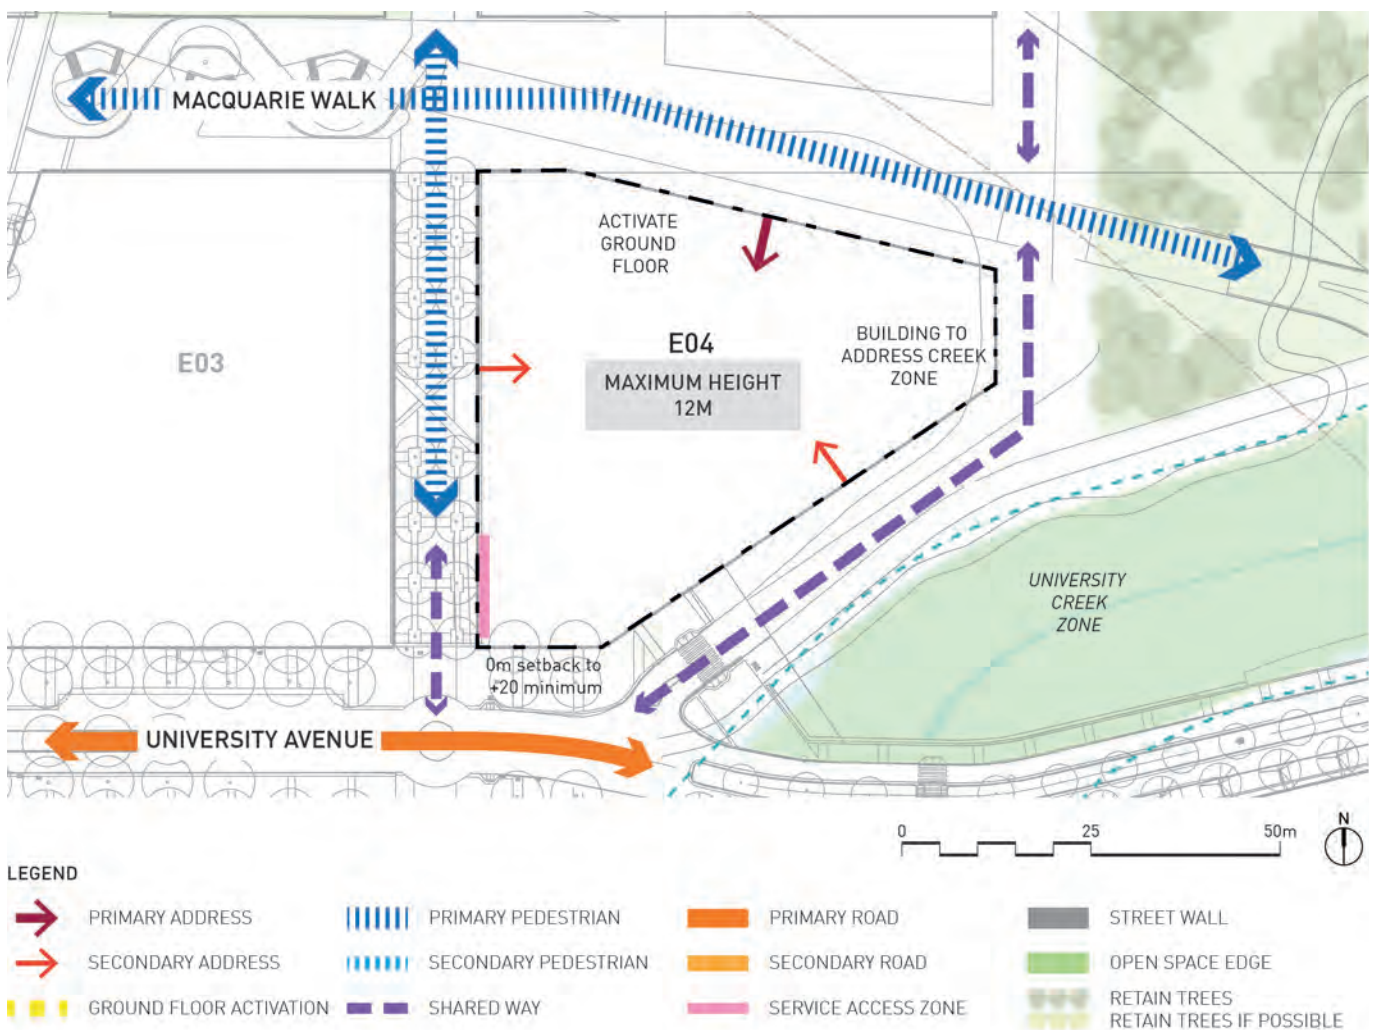 MACQUARIE WALK
ACTIVATE
GROUND
FLOOR
E03
E04
MAXIMUM HEIGHT
12M
BUILDING TO
ADDRESS CREEK
ZONE
UNIVERSITY
CREEK
ZONE
0m setback to
+20 minimum
UNIVERSITY AVENUE
0 25 50m
N
LEGEND
PRIMARY ADDRESS
SECONDARY ADDRESS
GROUND FLOOR ACTIVATION
PRIMARY PEDESTRIAN
SECONDARY PEDESTRIAN
SHARED WAY
PRIMARY ROAD
SECONDARY ROAD
SERVICE ACCESS ZONE
STREET WALL
OPEN SPACE EDGE
RETAIN TREES
RETAIN TREES IF POSSIBLE